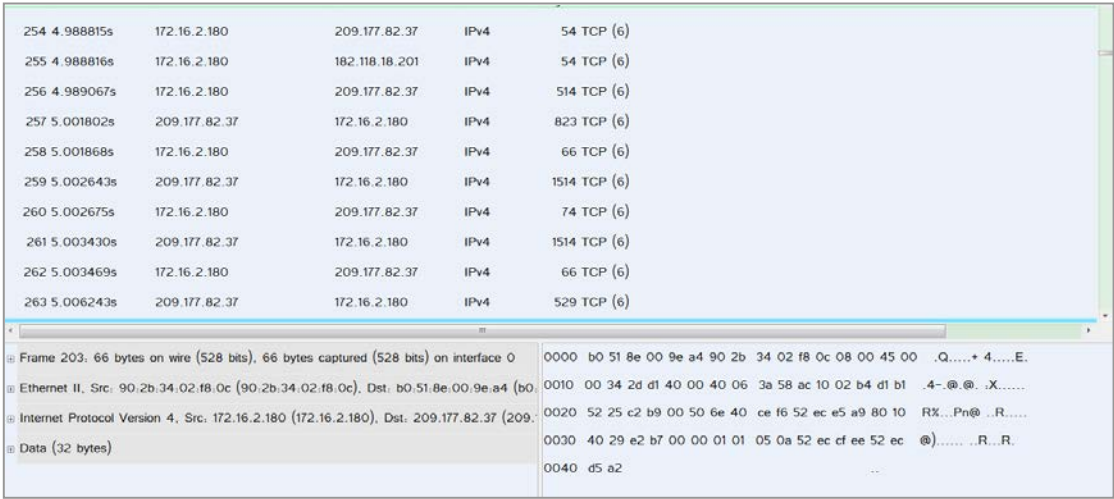 254 4.988815s 172.16.2.180 209.177.82.37 IPv4 54 TCP (6)
255 4.988816s 172.16.2.180 182.118.18.201 IPv4 54 TCP (6)
256 4.989067s 172.16.2.180 209.177.82.37 IPv4 514 TCP (6)
257 5.001802s 209.177.82.37 172.16.2.180 IPv4 823 TCP (6)
258 5.001868s 172.16.2.180 209.177.82.37 IPv4 66 TCP (6)
259 5.002643s 209.177.82.37 172.16.2.180 IPv4 1514 TCP (6)
260 5.002675s 172.16.2.180 209.177.82.37 IPv4 74 TCP (6)
261 5.003430s 209.177.82.37 172.16.2.180 IPv4 1514 TCP (6)
262 5.003469s 172.16.2.180 209.177.82.37 IPv4 66 TCP (6)
263 5.006243s 209.177.82.37 172.16.2.180 IPv4 529 TCP (6)
Frame 203: 66 bytes on wire (528 bits), 66 bytes captured (528 bits) on interface 0
Ethernet II, Src: 90:2b:34:02:f8:0c (90:2b:34:02:f8:0c), Dst: b0:51:8e:00:9e:a4 (b0:
Internet Protocol Version 4, Src: 172.16.2.180 (172.16.2.180), Dst: 209.177.82.37 (209.
Data (32 bytes)
0000 b0 51 8e 00 9e a4 90 2b 34 02 f8 0c 08 00 45 00 .Q.....+ 4.....E.
0010 00 34 2d d1 40 00 40 06 3a 58 ac 10 02 b4 d1 b1 .4-.@.@. :X......
0020 52 25 c2 b9 00 50 6e 40 ce f6 52 ec e5 a9 80 10 R%...Pn@ ..R.....
0030 40 29 e2 b7 00 00 01 01 05 0a 52 ec cf ee 52 ec @)...... ..R...R.
0040 d5 a2 ..